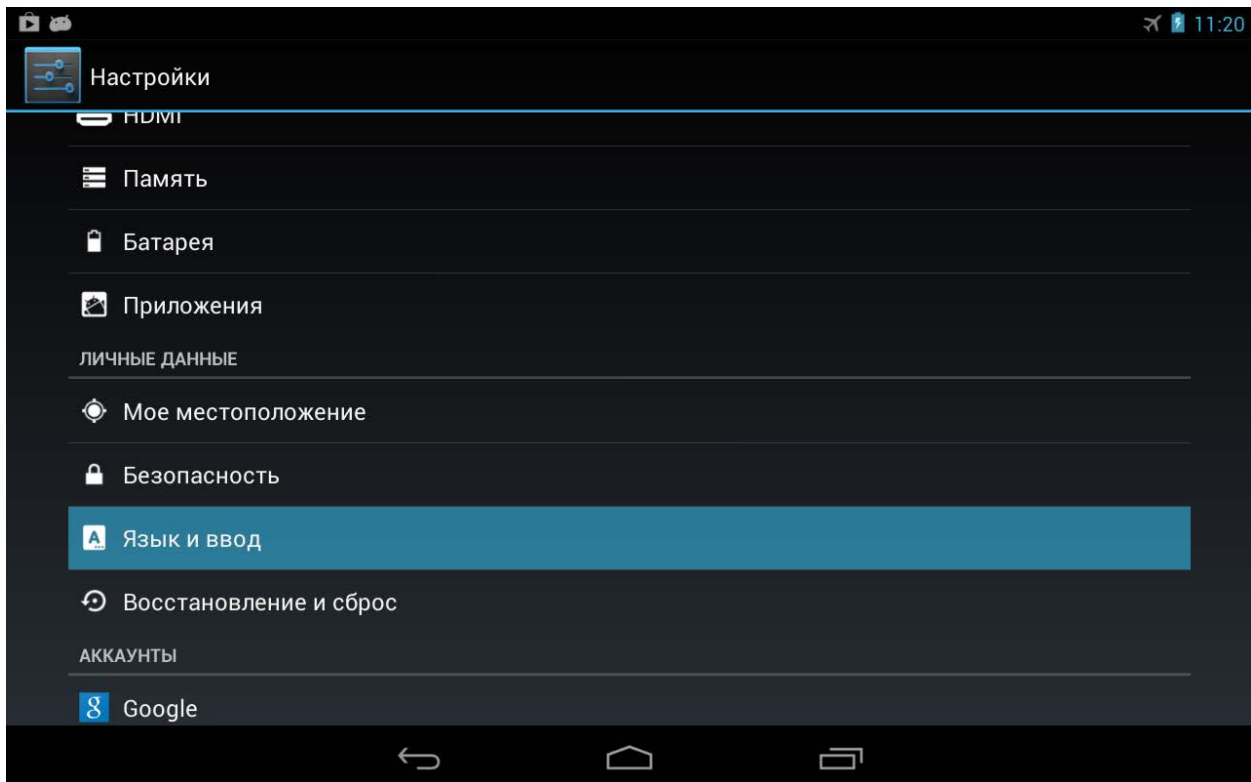 11:20
Настройки
HDMI
Память
Батарея
Приложения
ЛИЧНЫЕ ДАННЫЕ
Мое местоположение
Безопасность
Язык и ввод
Восстановление и сброс
АККАУНТЫ
Google